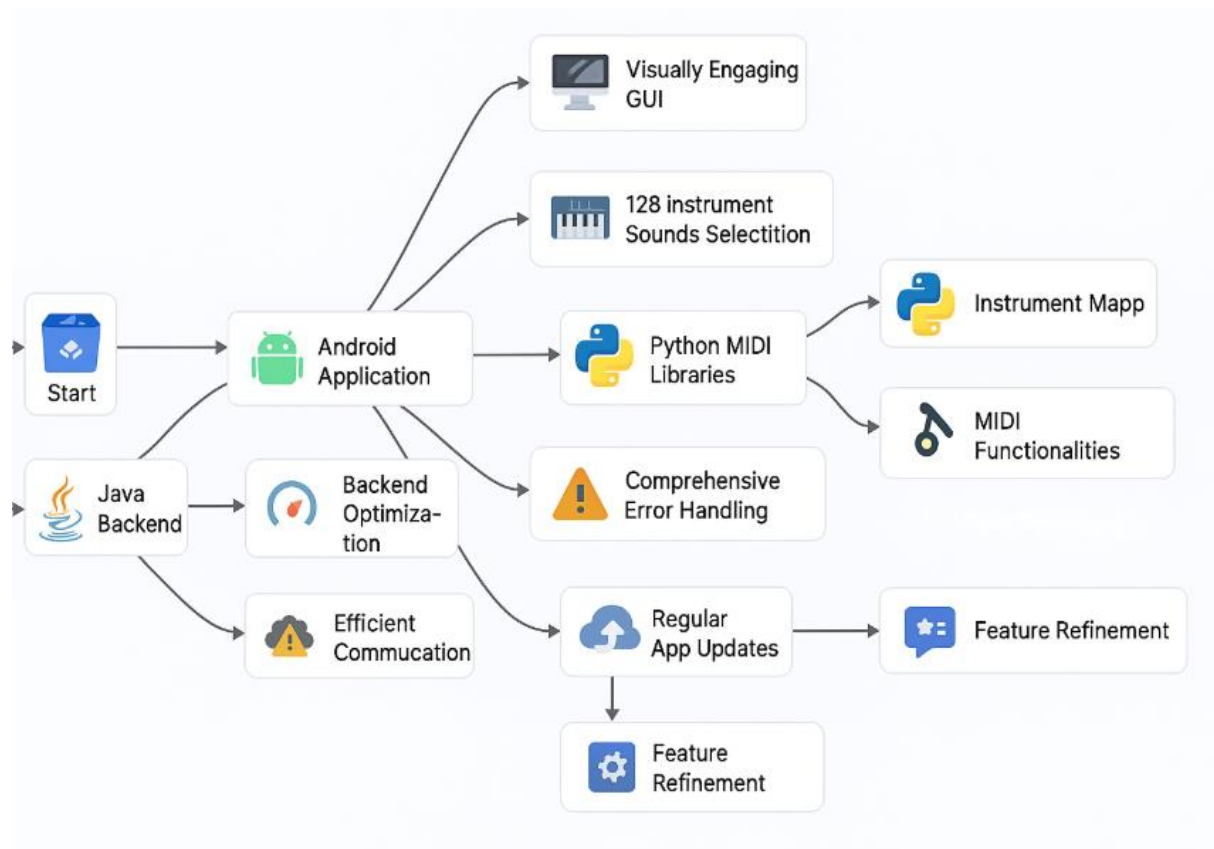 Visually Engaging
GUI
128 instrument
Sounds Selectition
Start
Android
Application
Python MIDI
Libraries
Instrument Mapp
MIDI
Functionalities
Java
Backend
Backend
Optimiza-
tion
Comprehensive
Error Handling
Efficient
Commucation
Regular
App Updates
Feature Refinement
Feature
Refinement